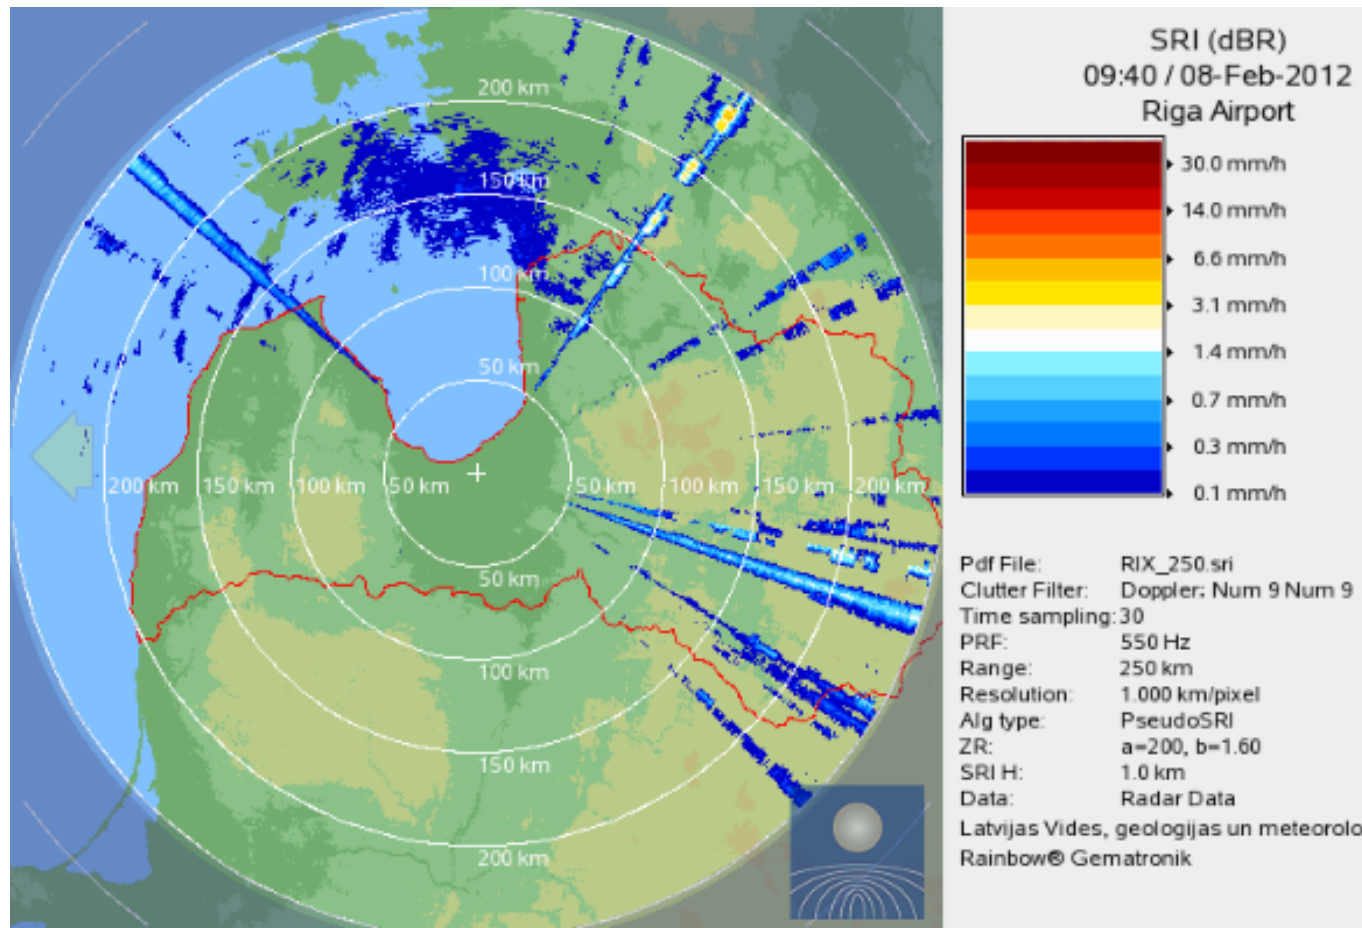 SRI (dBR)
09:40 / 08-Feb-2012
Riga Airport
30.0 mm/h
14.0 mm/h
6.6 mm/h
3.1 mm/h
1.4 mm/h
0.7 mm/h
0.3 mm/h
0.1 mm/h
Pdf File: RIX_250.sri
Clutter Filter: Doppler: Num 9 Num 9
Time sampling: 30
PRF: 550 Hz
Range: 250 km
Resolution: 1.000 km/pixel
Alg type: PseudoSRI
ZR: a=200, b=1.60
SRI H: 1.0 km
Data: Radar Data
Latvijas Vides, geologijas un meteorolo
Rainbow® Gematronik
200 km
150 km
100 km
50 km
200 km 150 km 100 km 50 km 50 km 100 km 150 km 200 km
50 km
100 km
150 km
200 km